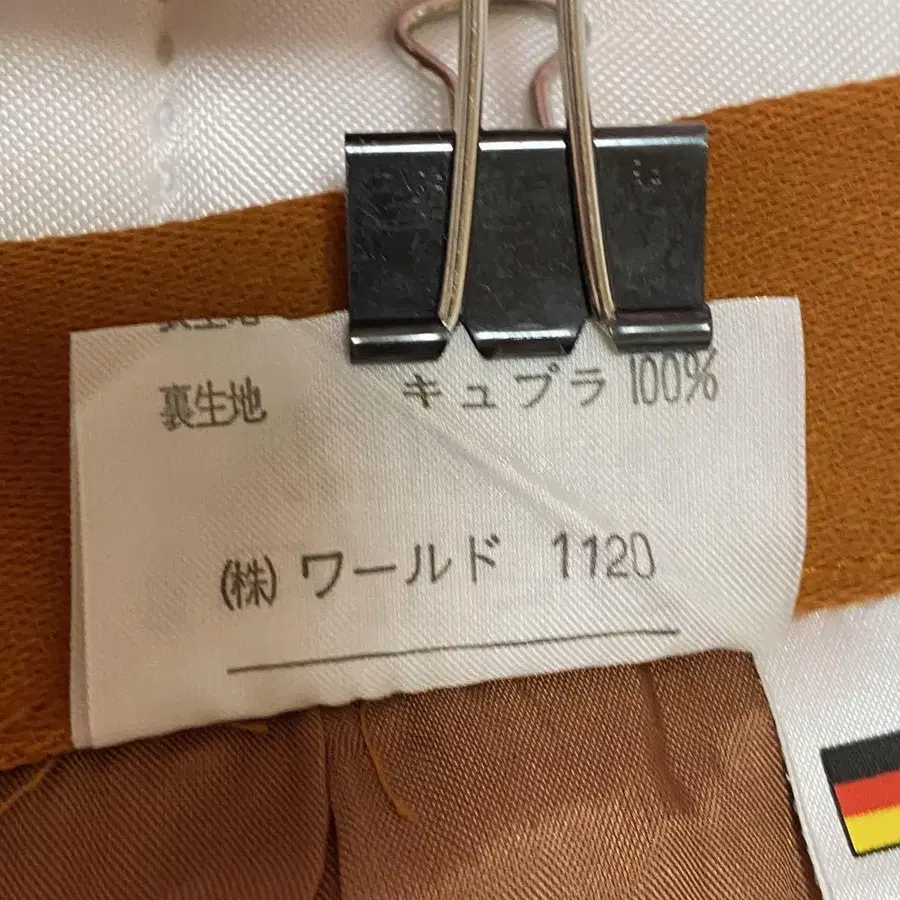 裏生地 キュプラ 100%
(株) ワールド 1120